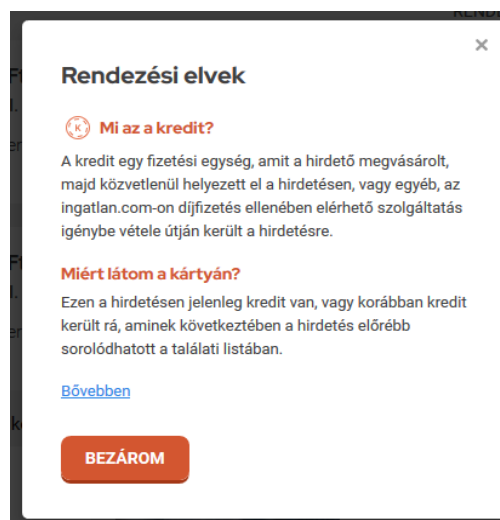 Rendezési elvek
Mi az a kredit?
A kredit egy fizetési egység, amit a hirdető megvásárolt,
majd közvetlenül helyezett el a hirdetésen, vagy egyéb, az
ingatlan.com-on díjfizetés ellenében elérhető szolgáltatás
igénybe vétele útján került a hirdetésre.
Miért látom a kártyán?
Ezen a hirdetésen jelenleg kredit van, vagy korábban kredit
került rá, aminek következtében a hirdetés előrébb
sorolódhatott a találati listában.
Bővebben
BEZÁROM